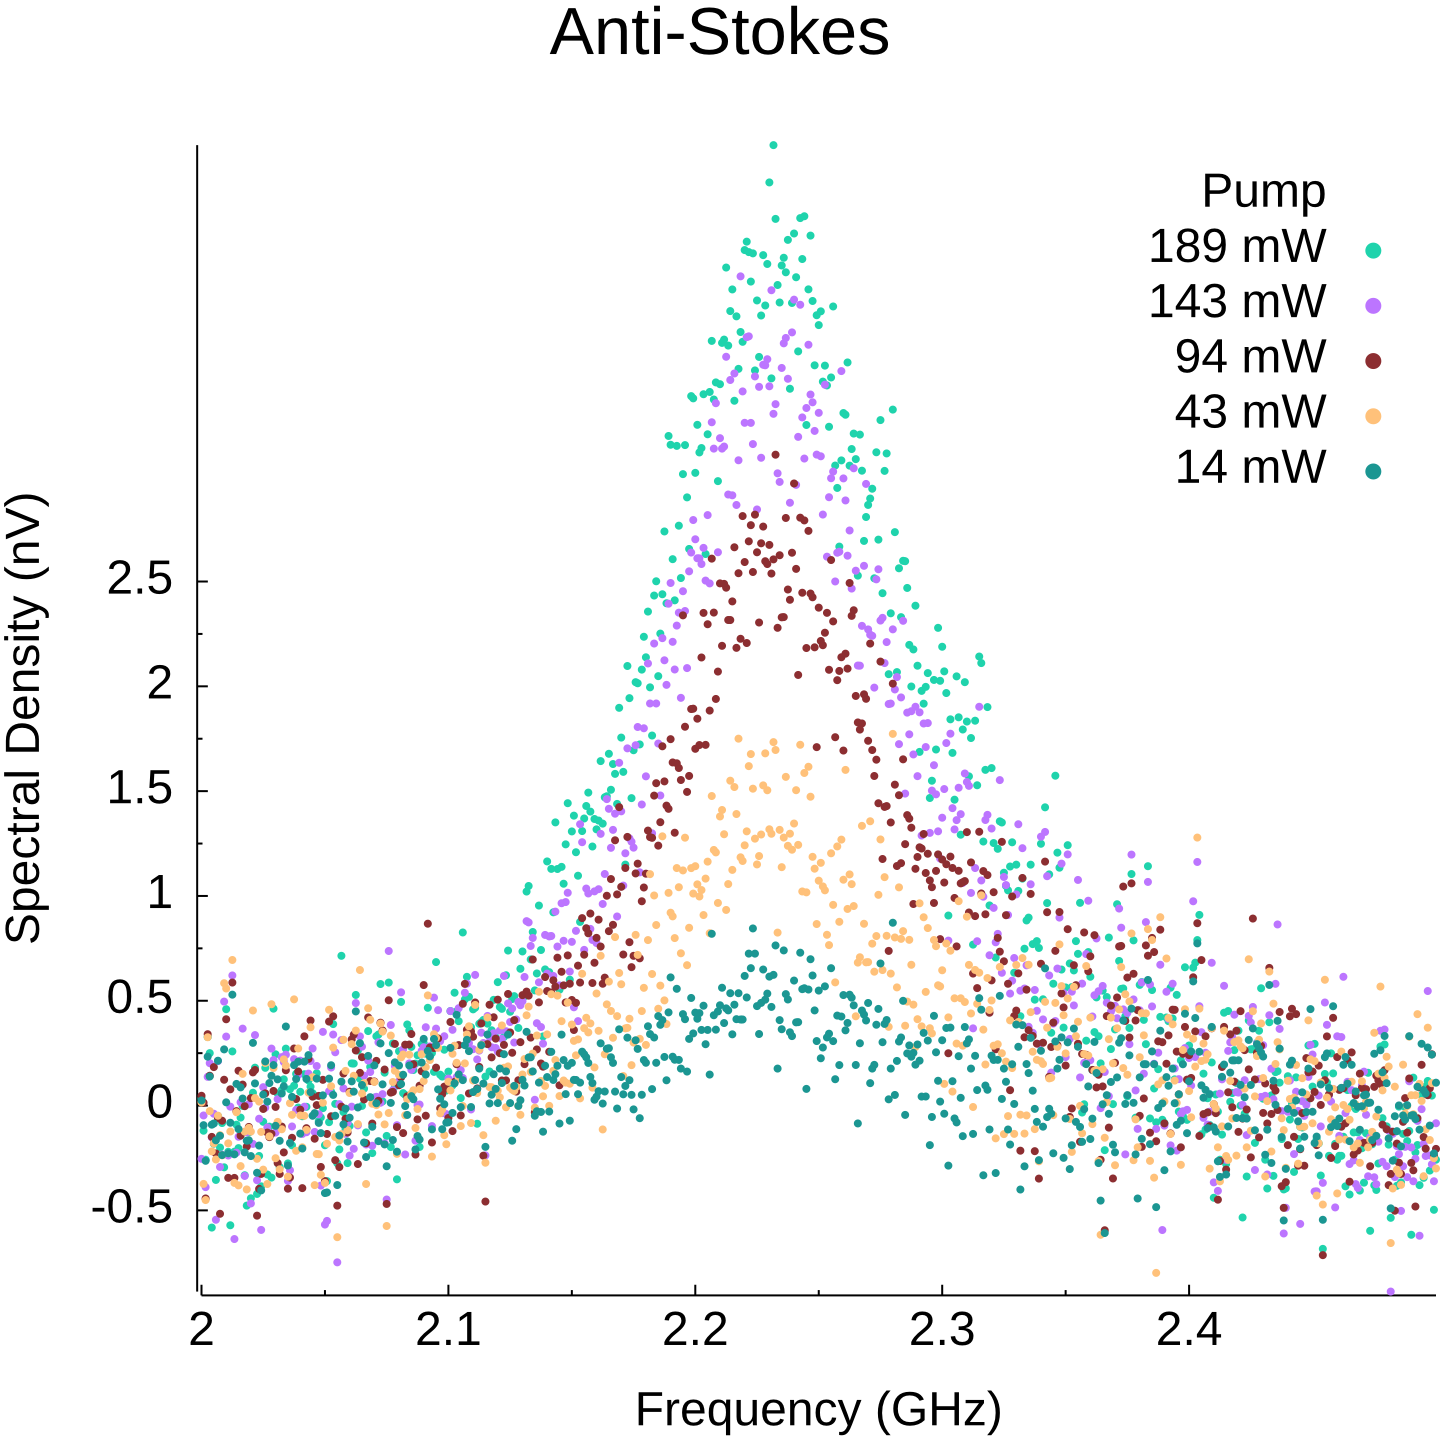 Anti-Stokes
Pump
189 mW
143 mW
94 mW
43 mW
14 mW
Spectral Density (nV)
2.5
2
1.5
1
0.5
0
-0.5
2 2.1 2.2 2.3 2.4
Frequency (GHz)